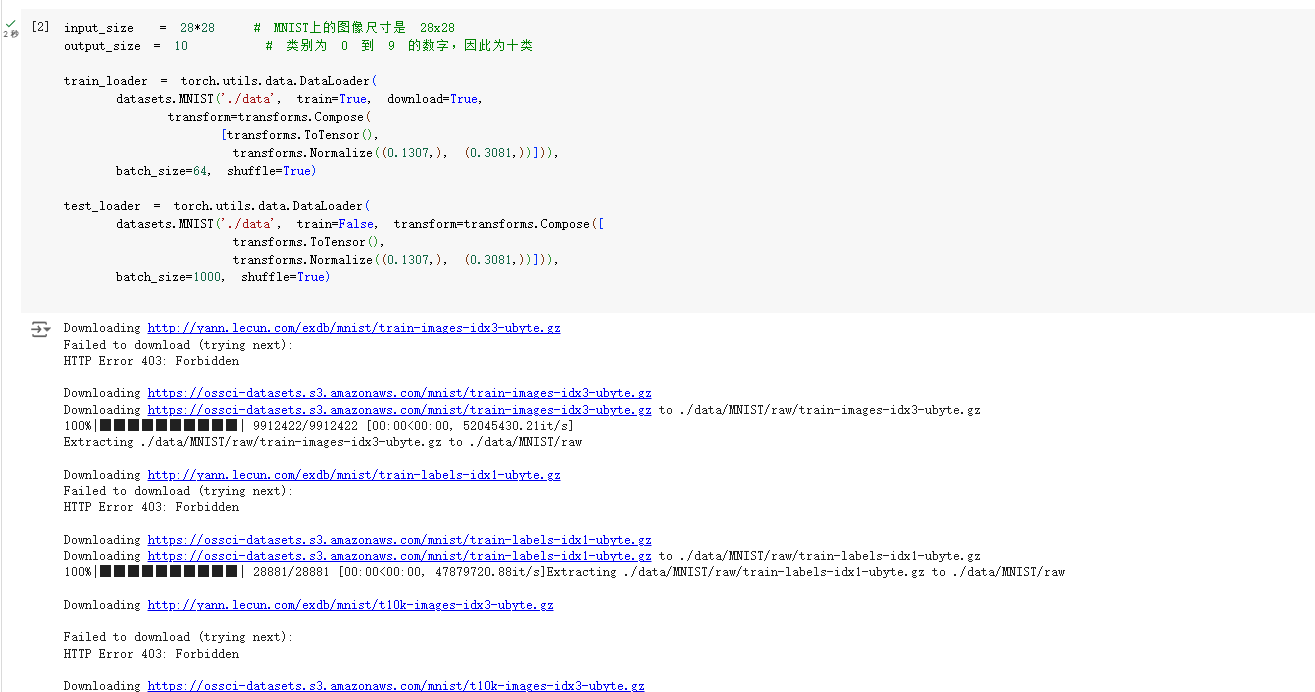 [2] input_size = 28*28 # MNIST上的图像尺寸是 28x28
2秒
output_size = 10 # 类别为 0 到 9 的数字，因此为十类
train_loader = torch.utils.data.DataLoader(
datasets.MNIST('./data', train=True, download=True,
transform=transforms.Compose(
[transforms.ToTensor(),
transforms.Normalize((0.1307,), (0.3081,))])),
batch_size=64, shuffle=True)
test_loader = torch.utils.data.DataLoader(
datasets.MNIST('./data', train=False, transform=transforms.Compose([
transforms.ToTensor(),
transforms.Normalize((0.1307,), (0.3081,))])),
batch_size=1000, shuffle=True)
Downloading http://yann.lecun.com/exdb/mnist/train-images-idx3-ubyte.gz
Failed to download (trying next):
HTTP Error 403: Forbidden
Downloading https://ossci-datasets.s3.amazonaws.com/mnist/train-images-idx3-ubyte.gz
Downloading https://ossci-datasets.s3.amazonaws.com/mnist/train-images-idx3-ubyte.gz to ./data/MNIST/raw/train-images-idx3-ubyte.gz
100%|██████████| 9912422/9912422 [00:00<00:00, 52045430.21it/s]
Extracting ./data/MNIST/raw/train-images-idx3-ubyte.gz to ./data/MNIST/raw
Downloading http://yann.lecun.com/exdb/mnist/train-labels-idx1-ubyte.gz
Failed to download (trying next):
HTTP Error 403: Forbidden
Downloading https://ossci-datasets.s3.amazonaws.com/mnist/train-labels-idx1-ubyte.gz
Downloading https://ossci-datasets.s3.amazonaws.com/mnist/train-labels-idx1-ubyte.gz to ./data/MNIST/raw/train-labels-idx1-ubyte.gz
100%|██████████| 28881/28881 [00:00<00:00, 47879720.88it/s]Extracting ./data/MNIST/raw/train-labels-idx1-ubyte.gz to ./data/MNIST/raw
Downloading http://yann.lecun.com/exdb/mnist/t10k-images-idx3-ubyte.gz
Failed to download (trying next):
HTTP Error 403: Forbidden
Downloading https://ossci-datasets.s3.amazonaws.com/mnist/t10k-images-idx3-ubyte.gz